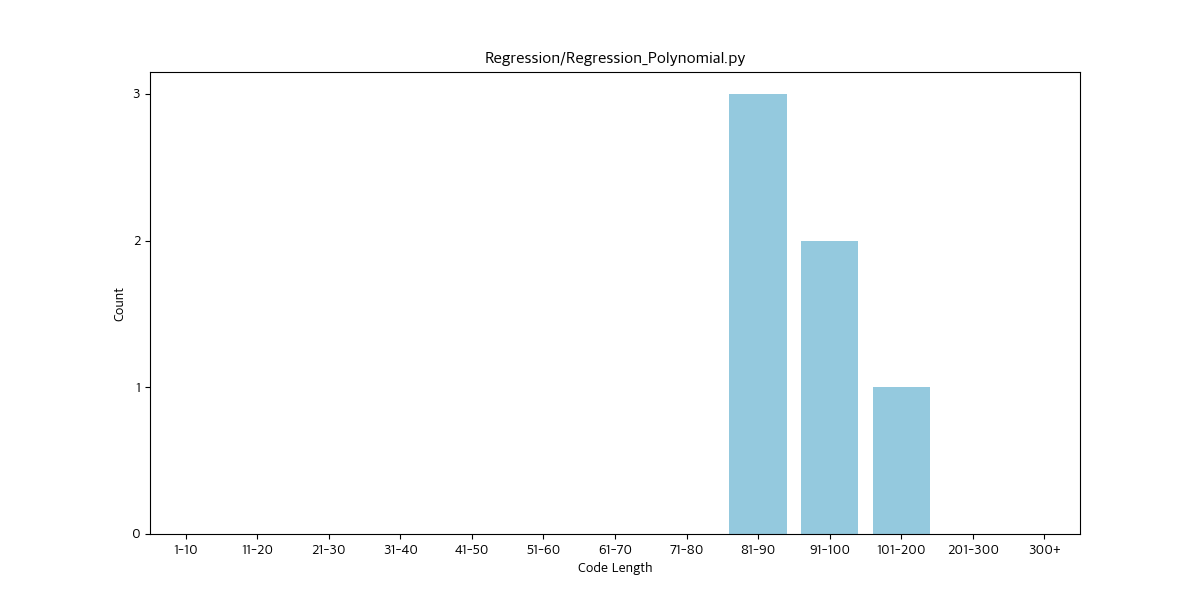 Regression/Regression_Polynomial.py
3
2
1
0
Count
1-10 11-20 21-30 31-40 41-50 51-60 61-70 71-80 81-90 91-100 101-200 201-300 300+
Code Length